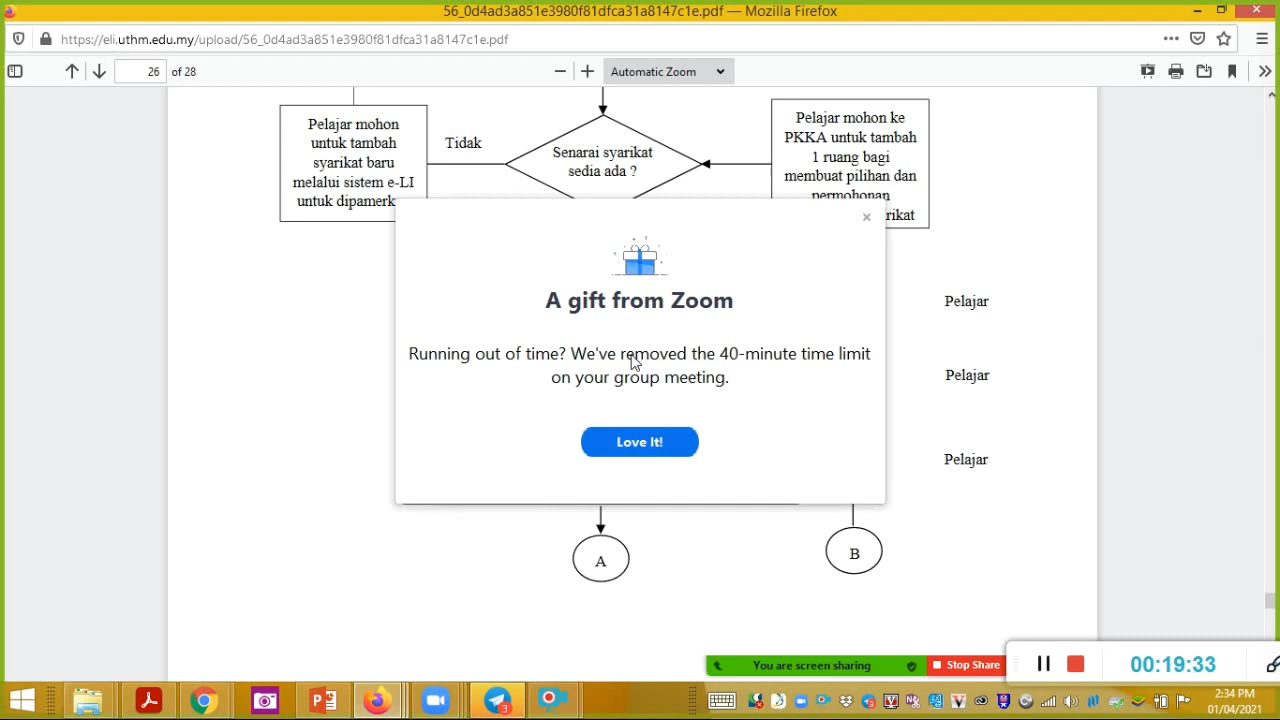 56_0d4ad3a851e3980f81dfca31a8147c1e.pdf — Mozilla Firefox
https://eli.uthm.edu.my/upload/56_0d4ad3a851e3980f81dfca31a8147c1e.pdf
26 of 28
Automatic Zoom
Pelajar mohon
untuk tambah
syarikat baru
melalui sistem e-LI
untuk dipamerk
Tidak
Senarai syarikat
sedia ada ?
Pelajar mohon ke
PKKA untuk tambah
1 ruang bagi
membuat pilihan dan
permohonan
rikat
A gift from Zoom
Running out of time? We've removed the 40-minute time limit
on your group meeting.
Love It!
Pelajar
Pelajar
Pelajar
A
B
You are screen sharing
Stop Share
00:19:33
2:34 PM
01/04/2021